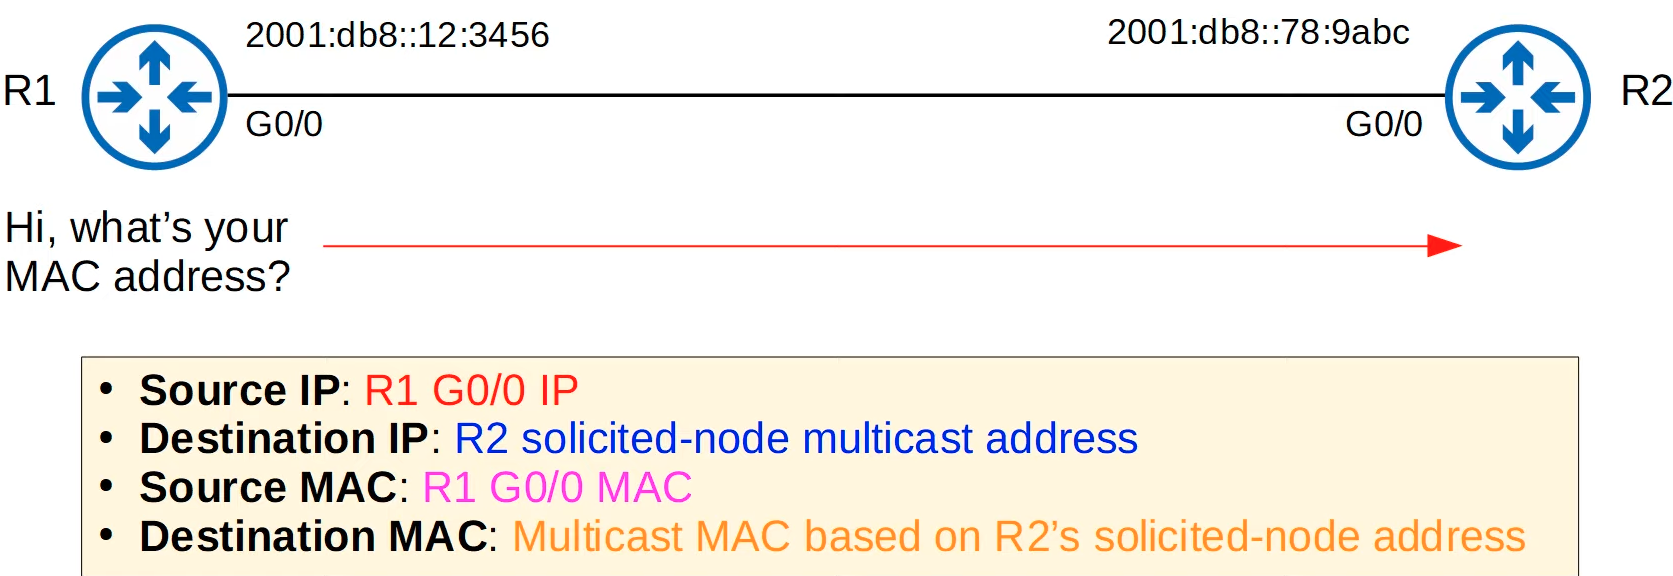 2001:db8::12:3456
2001:db8::78:9abc
R1
R2
G0/0
G0/0
Hi, what’s your
MAC address?
• Source IP: R1 G0/0 IP
• Destination IP: R2 solicited-node multicast address
• Source MAC: R1 G0/0 MAC
• Destination MAC: Multicast MAC based on R2’s solicited-node address